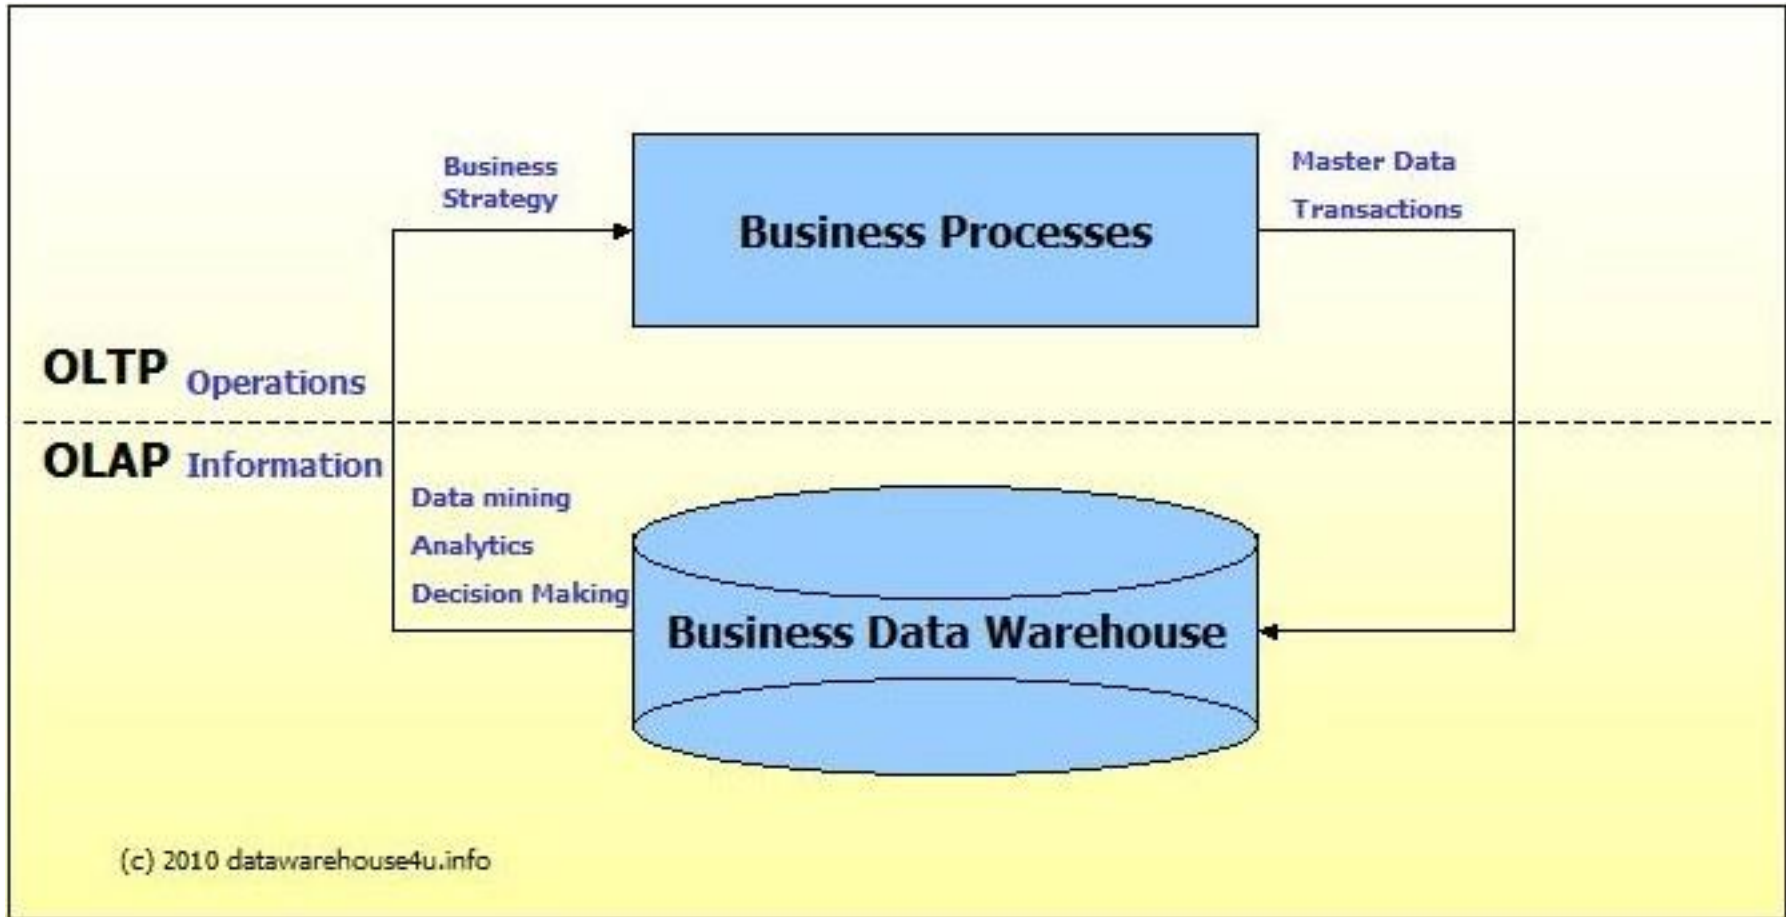 Business
Strategy
Business Processes
Master Data
Transactions
OLTP Operations
OLAP Information
Data mining
Analytics
Decision Making
Business Data Warehouse
(c) 2010 datawarehouse4u.info